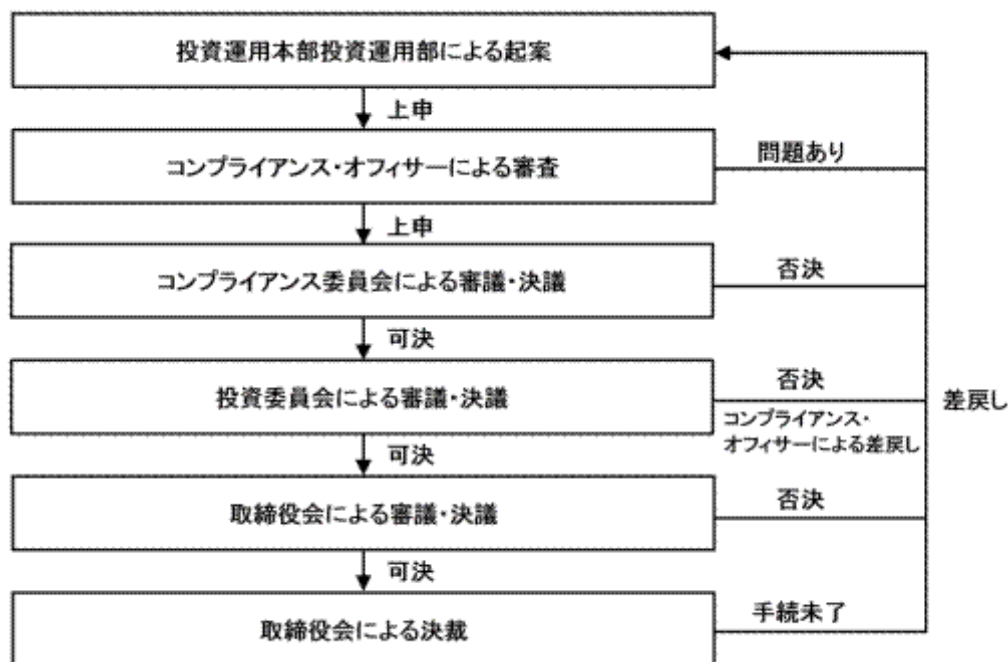 投資運用本部投資運用部による起案
上申
コンプライアンス・オフィサーによる審査
問題あり
上申
コンプライアンス委員会による審議・決議
否決
可決
投資委員会による審議・決議
否決
コンプライアンス・
オフィサーによる差戻し
差戻し
可決
取締役会による審議・決議
否決
可決
取締役会による決裁
手続未了